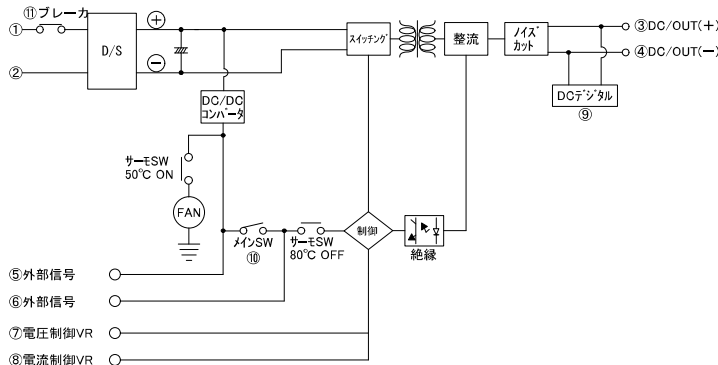 ⑪ブレーカ
①
②
D/S
+
−
スイッチング
整流
ノイズ
カット
③DC/OUT(+)
④DC/OUT(−)
DCデジタル
⑨
DC/DC
コンバータ
サーモSW
50℃ ON
FAN
メインSW
⑩
サーモSW
80℃ OFF
制御
絶縁
⑤外部信号
⑥外部信号
⑦電圧制御VR
⑧電流制御VR